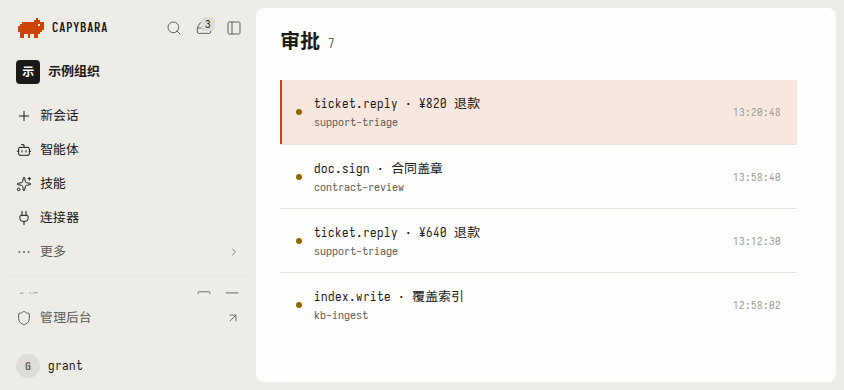 CAPYBARA
3
示 示例组织
新会话
智能体
技能
连接器
更多
管理后台
G grant
审批 7
ticket.reply · ¥820 退款
support-triage
13:20:48
doc.sign · 合同盖章
contract-review
13:58:40
ticket.reply · ¥640 退款
support-triage
13:12:30
index.write · 覆盖索引
kb-ingest
12:58:02